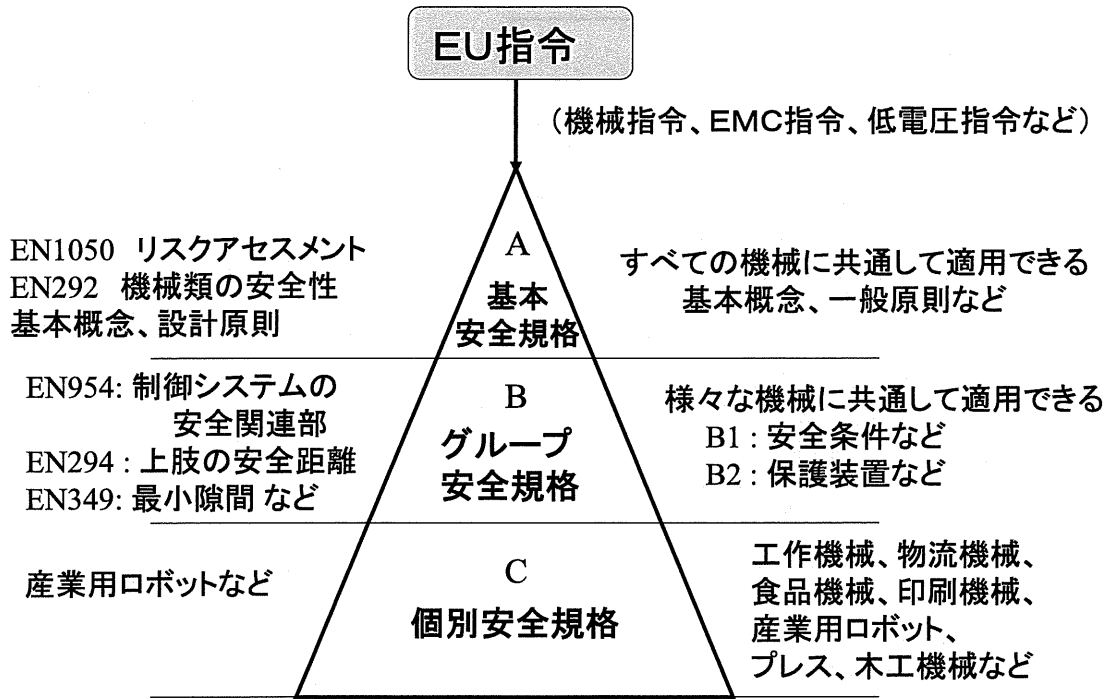 EU指令
(機械指令、EMC指令、低電圧指令など)
EN1050 リスクアセスメント
EN292 機械類の安全性
基本概念、設計原則
A
基本
安全規格
すべての機械に共通して適用できる
基本概念、一般原則など
EN954: 制御システムの
安全関連部
EN294 : 上肢の安全距離
EN349: 最小隙間 など
B
グループ
安全規格
様々な機械に共通して適用できる
B1 : 安全条件など
B2 : 保護装置など
産業用ロボットなど
C
個別安全規格
工作機械、物流機械、
食品機械、印刷機械、
産業用ロボット、
プレス、木工機械など